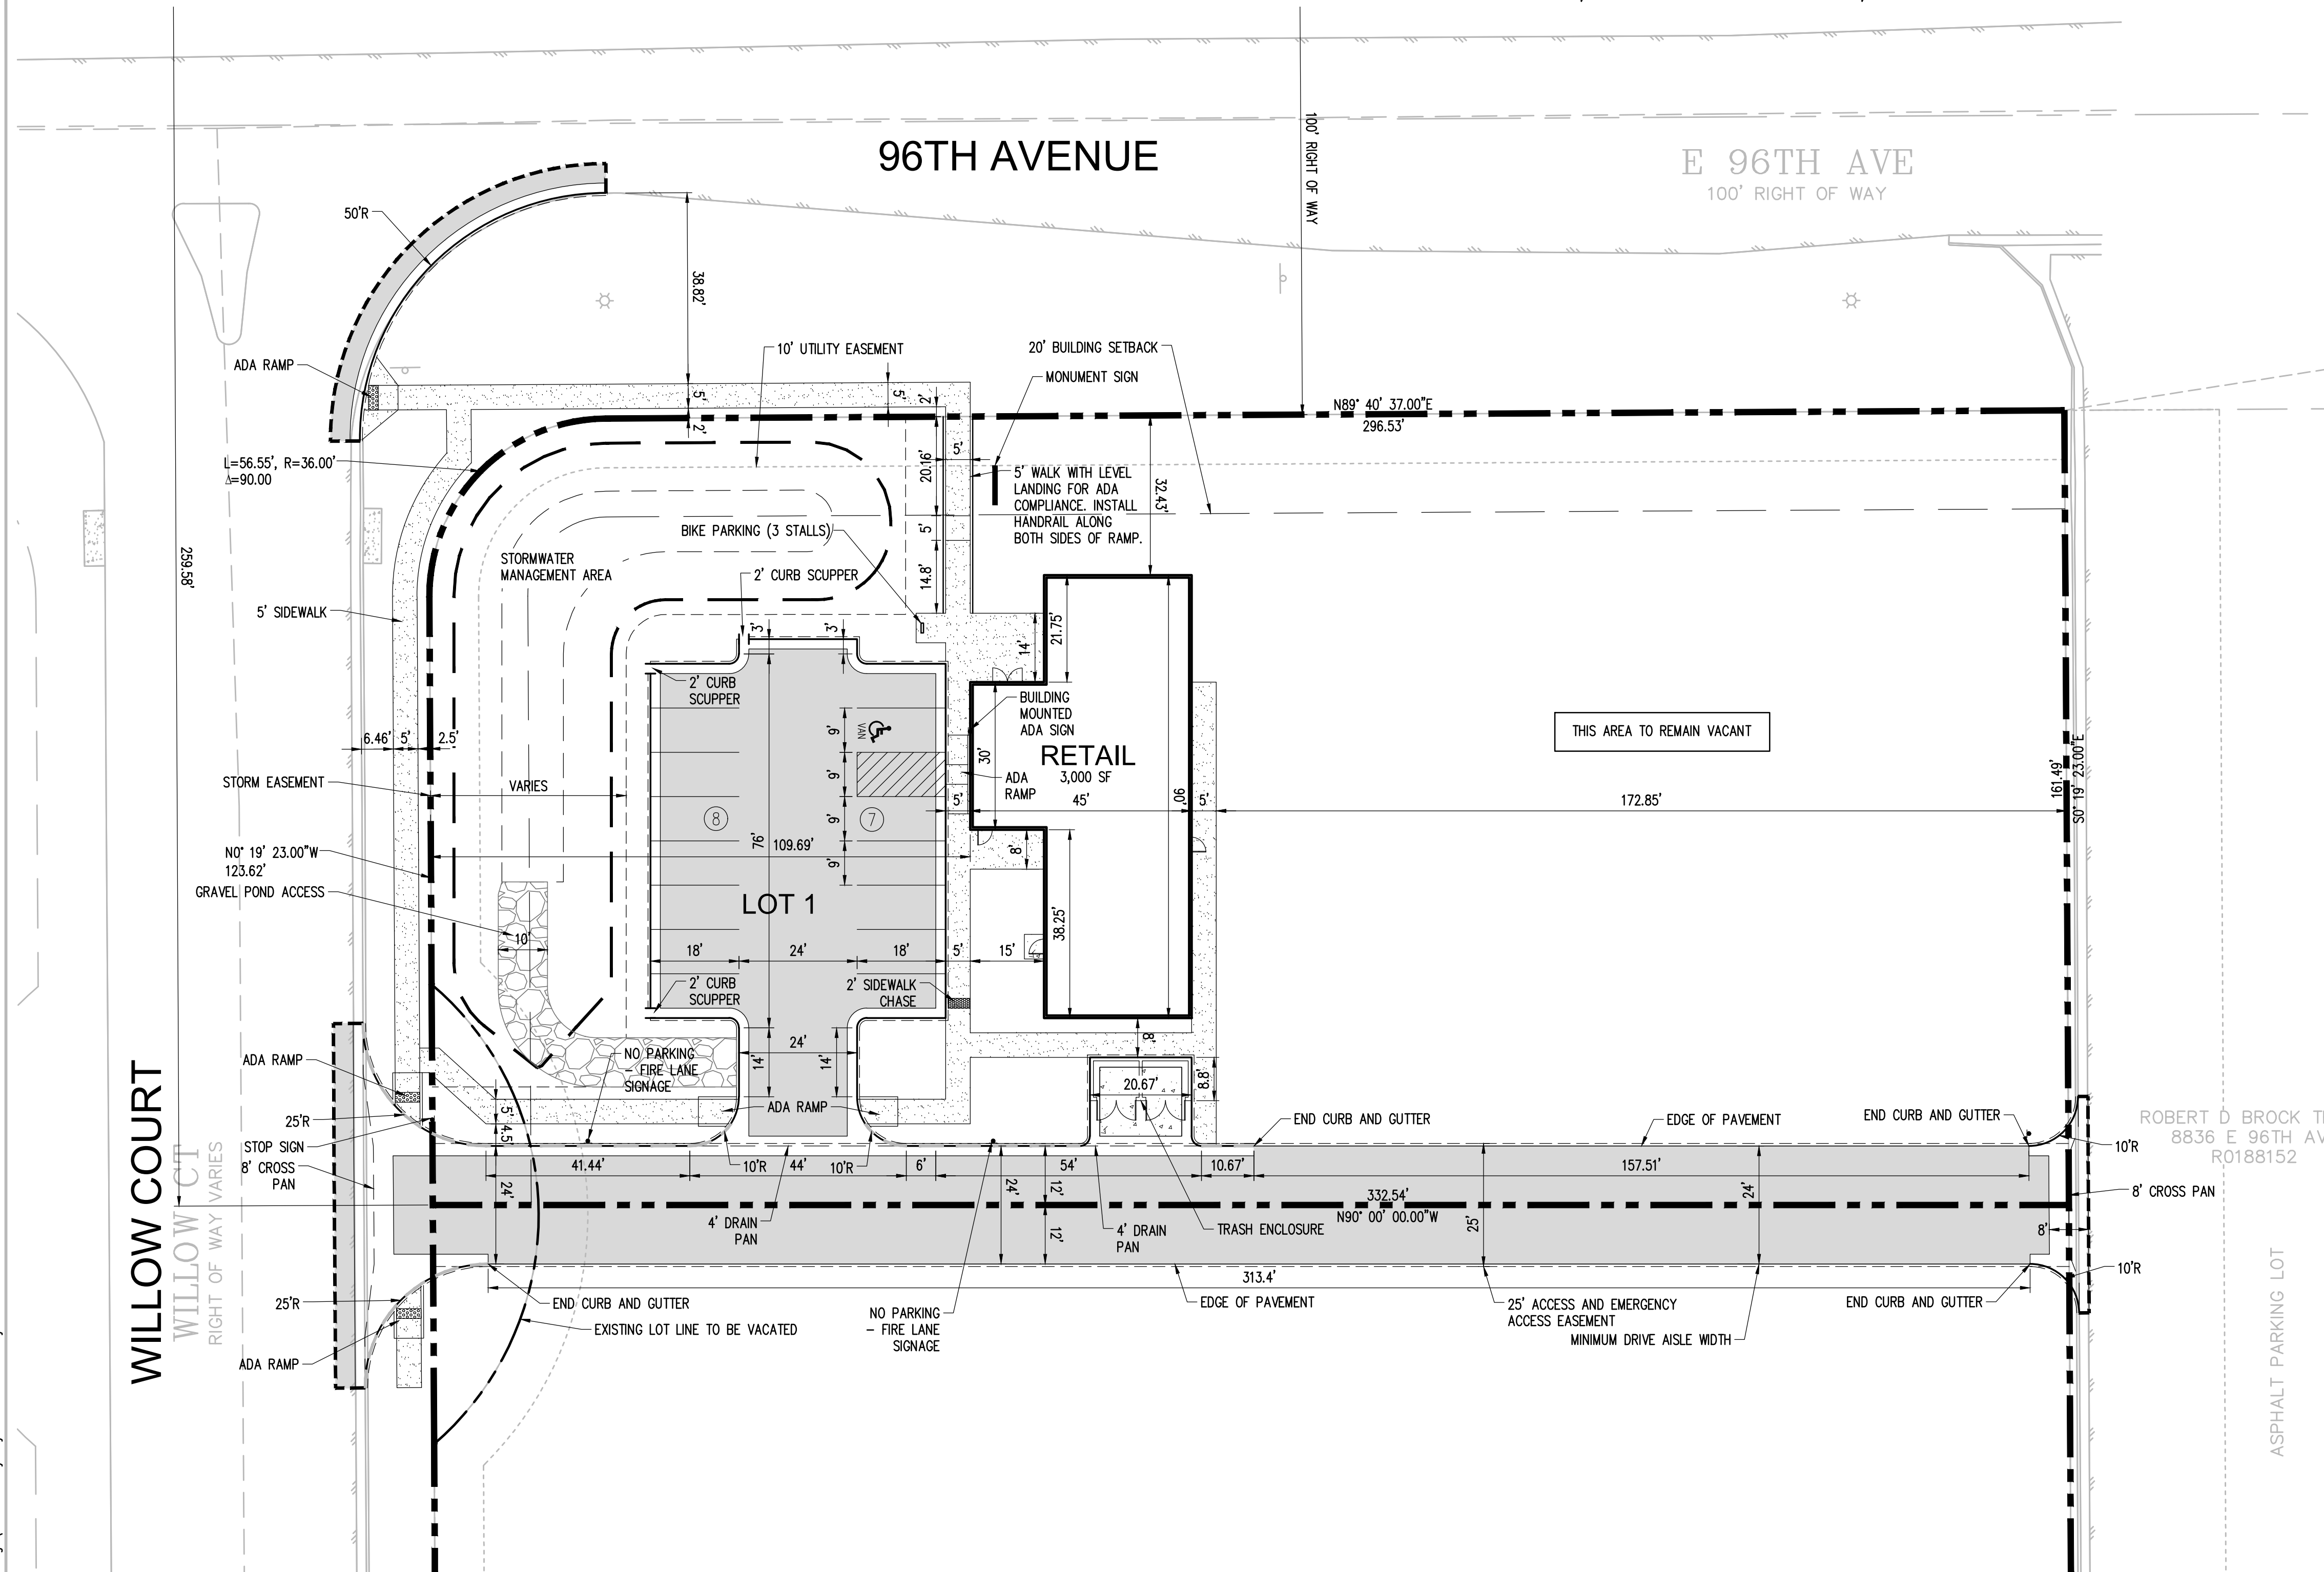 96TH AVENUE
E 96TH AVE
100' RIGHT OF WAY
100' RIGHT OF WAY
50'R
38.82'
ADA RAMP
10' UTILITY EASEMENT
20' BUILDING SETBACK
MONUMENT SIGN
5'
5'
2'
2'
N89° 40' 37.00"E
296.53'
L=56.55', R=36.00'
Δ=90.00
20.16'
5'
5' WALK WITH LEVEL
LANDING FOR ADA
COMPLIANCE. INSTALL
HANDRAIL ALONG
BOTH SIDES OF RAMP.
32.43'
BIKE PARKING (3 STALLS)
5'
14.8'
STORMWATER
MANAGEMENT AREA
2' CURB SCUPPER
259.58'
5' SIDEWALK
3'
3'
21.75'
14'
2' CURB
SCUPPER
BUILDING
MOUNTED
ADA SIGN
VAN
9'
THIS AREA TO REMAIN VACANT
6.46'
5'
2.5'
RETAIL
3,000 SF
30'
STORM EASEMENT
VARIES
9'
ADA
RAMP
5'
45'
90'
5'
172.85'
161.49'
S0° 19' 23.00"E
8
7
9'
76'
109.69'
9'
8'
N0° 19' 23.00"W
123.62'
GRAVEL POND ACCESS
LOT 1
38.25'
10'
18'
24'
18'
5'
15'
2' CURB
SCUPPER
2' SIDEWALK
CHASE
8'
24'
14'
14'
NO PARKING
- FIRE LANE
SIGNAGE
ADA RAMP
20.67'
8.8'
ADA RAMP
5'
4.5'
25'R
STOP SIGN
8' CROSS
PAN
END CURB AND GUTTER
EDGE OF PAVEMENT
END CURB AND GUTTER
ROBERT D BROCK T
8836 E 96TH AV
R0188152
10'R
WILLOW COURT
WILLOW CT
RIGHT OF WAY VARIES
41.44'
10'R
44'
10'R
6'
54'
10.67'
157.51'
24'
24'
12'
12'
332.54'
N90° 00' 00.00"W
24'
25'
8' CROSS PAN
8'
4' DRAIN
PAN
4' DRAIN
PAN
TRASH ENCLOSURE
10'R
313.4'
25'R
END CURB AND GUTTER
EXISTING LOT LINE TO BE VACATED
NO PARKING
- FIRE LANE
SIGNAGE
EDGE OF PAVEMENT
25' ACCESS AND EMERGENCY
ACCESS EASEMENT
MINIMUM DRIVE AISLE WIDTH
END CURB AND GUTTER
ADA RAMP
ASPHALT PARKING LOT